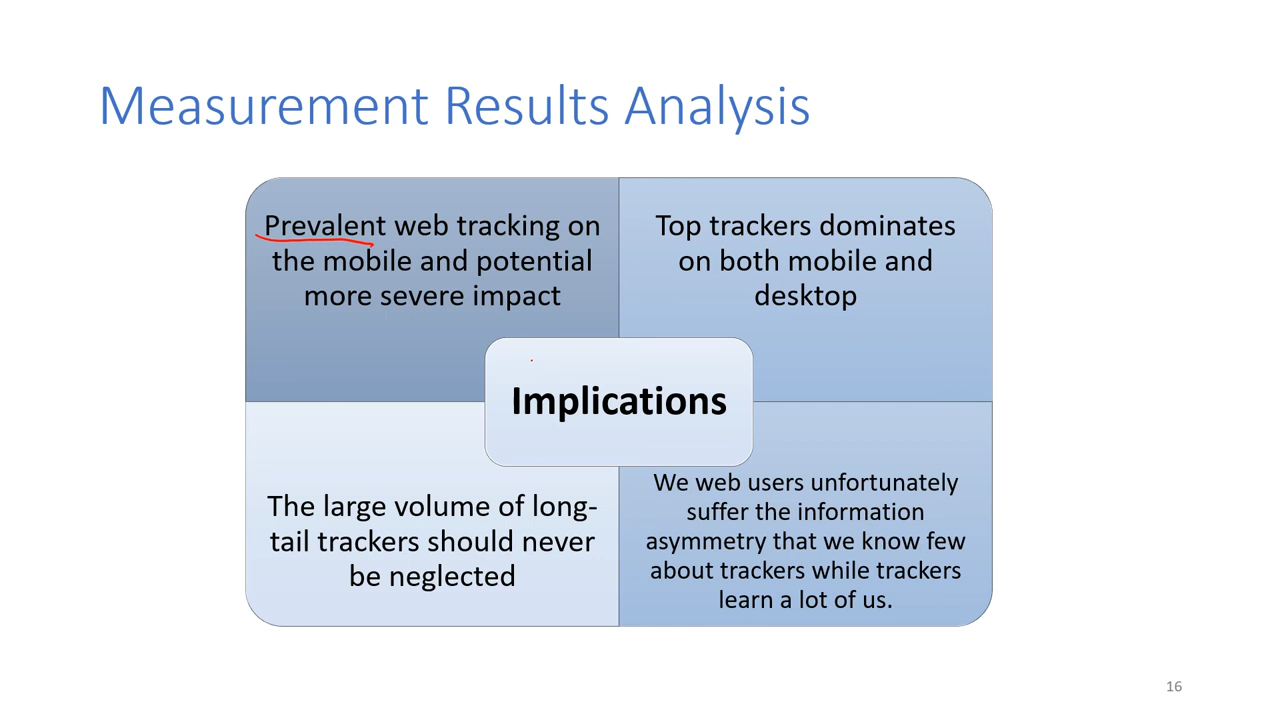 Measurement Results Analysis
Prevalent web tracking on
the mobile and potential
more severe impact
Top trackers dominates
on both mobile and
desktop
Implications
The large volume of long-
tail trackers should never
be neglected
We web users unfortunately
suffer the information
asymmetry that we know few
about trackers while trackers
learn a lot of us.
16